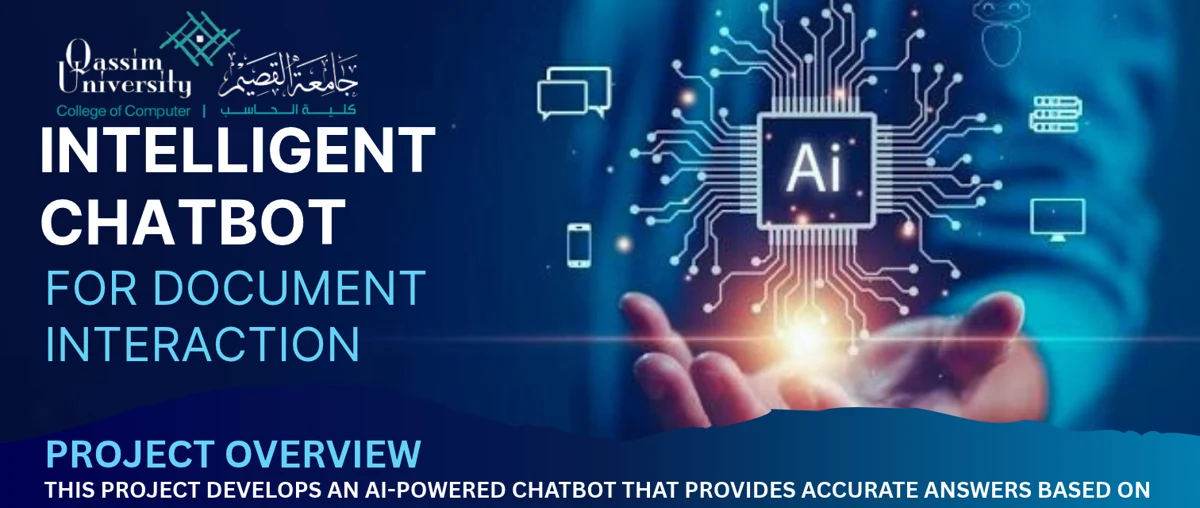 Qassim
University
جامعة القصيم
College of Computer | كلية الحاسب
INTELLIGENT
CHATBOT
FOR DOCUMENT
INTERACTION
Ai
PROJECT OVERVIEW
THIS PROJECT DEVELOPS AN AI-POWERED CHATBOT THAT PROVIDES ACCURATE ANSWERS BASED ON